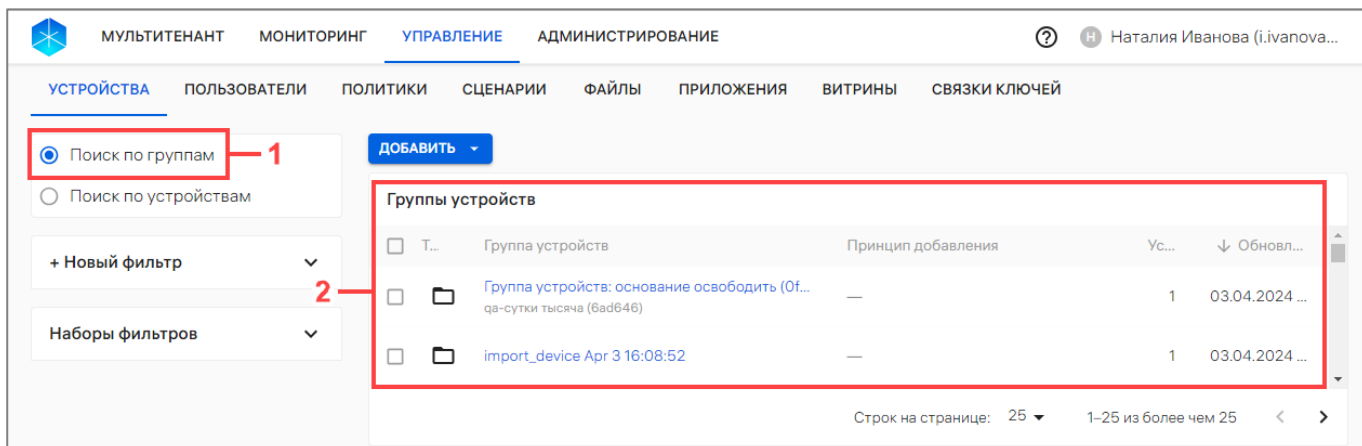 МУЛЬТИТЕНАНТ МОНИТОРИНГ УПРАВЛЕНИЕ АДМИНИСТРИРОВАНИЕ ? Н Наталия Иванова (i.ivanova...
УСТРОЙСТВА ПОЛЬЗОВАТЕЛИ ПОЛИТИКИ СЦЕНАРИИ ФАЙЛЫ ПРИЛОЖЕНИЯ ВИТРИНЫ СВЯЗКИ КЛЮЧЕЙ
Поиск по группам 1
Поиск по устройствам
+ Новый фильтр
Наборы фильтров
ДОБАВИТЬ
Группы устройств
Т... Группа устройств Принцип добавления Ус... ↓ Обновл...
2
Группа устройств: основание освободить (0f... — 1 03.04.2024 ...
qa-сутки тысяча (6ad646)
import_device Apr 3 16:08:52 — 1 03.04.2024 ...
Строк на странице: 25 1–25 из более чем 25